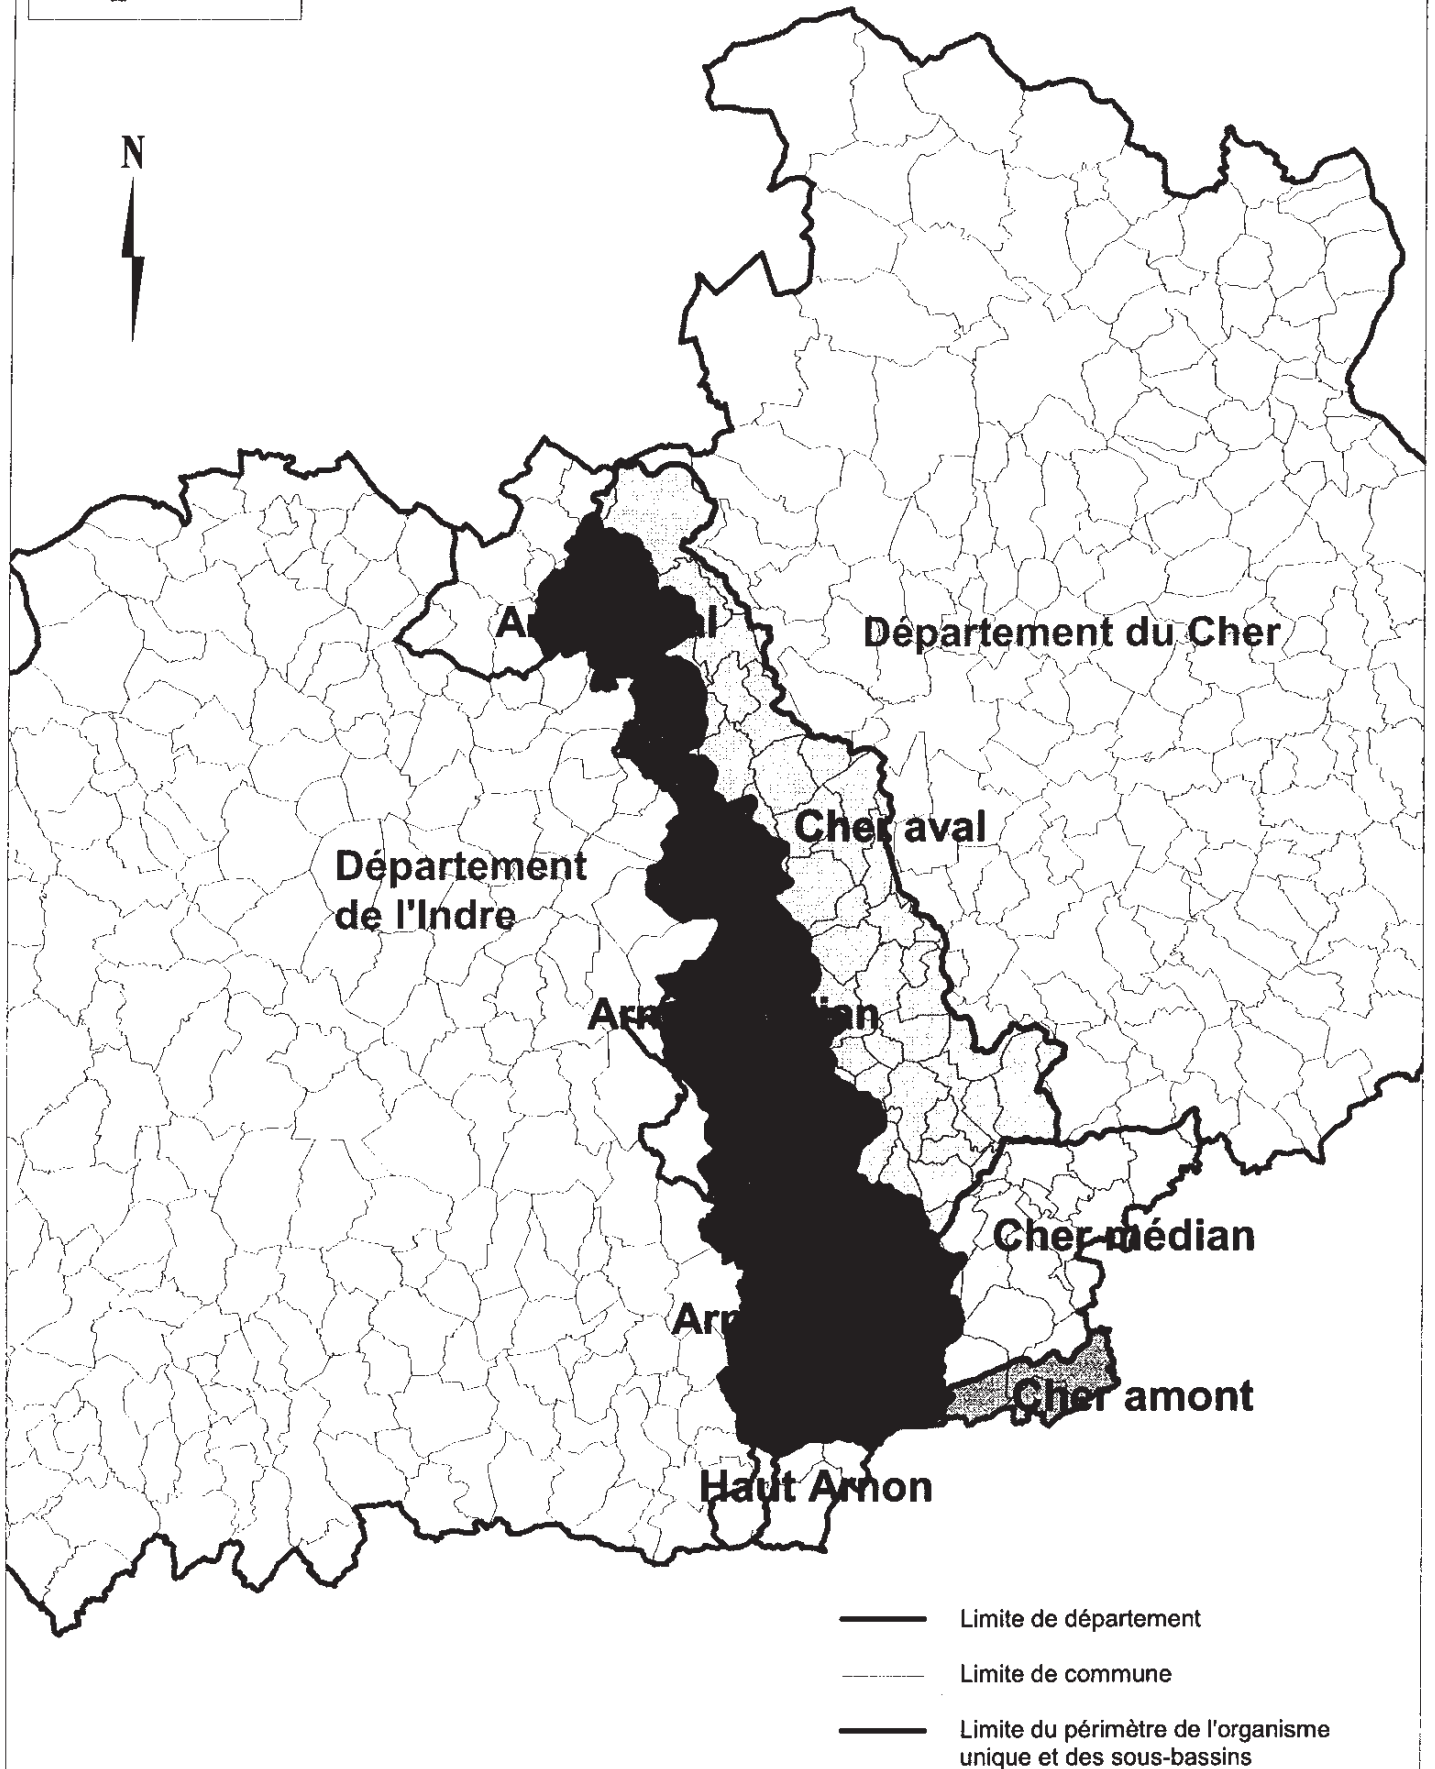 N
Département du Cher
Cher aval
Département
de l'Indre
Cher médian
Cher amont
Haut Arnon
Limite de département
Limite de commune
Limite du périmètre de l'organisme
unique et des sous-bassins